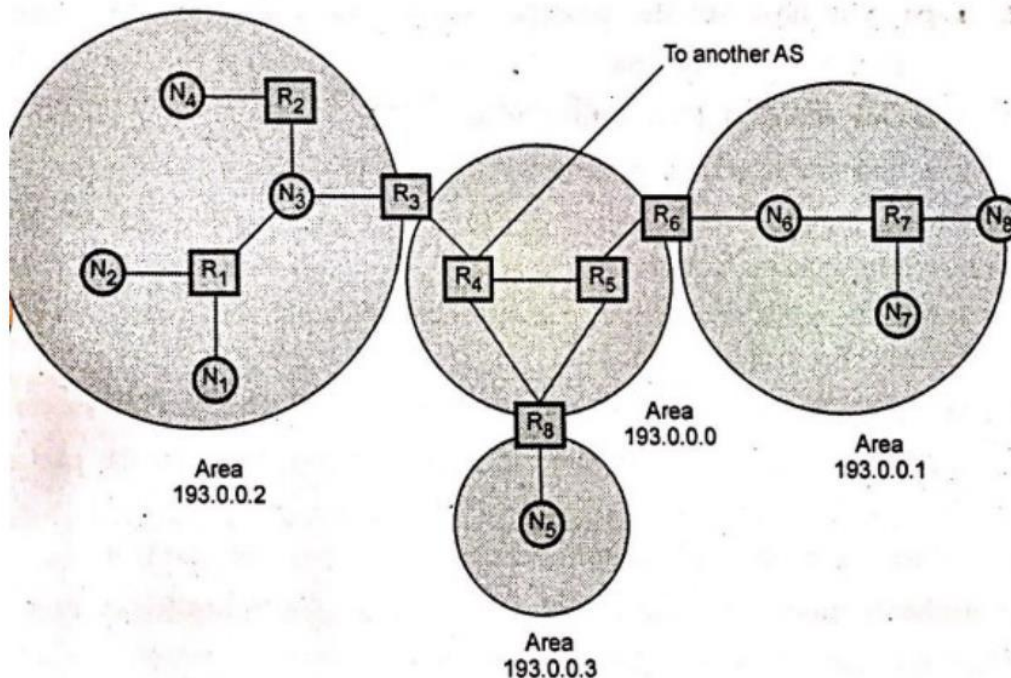 To another AS
N4
R2
N3
R3
R6
N6
R7
N8
N2
R1
R4
R5
N7
N1
R8
Area
193.0.0.0
Area
193.0.0.1
Area
193.0.0.2
N5
Area
193.0.0.3